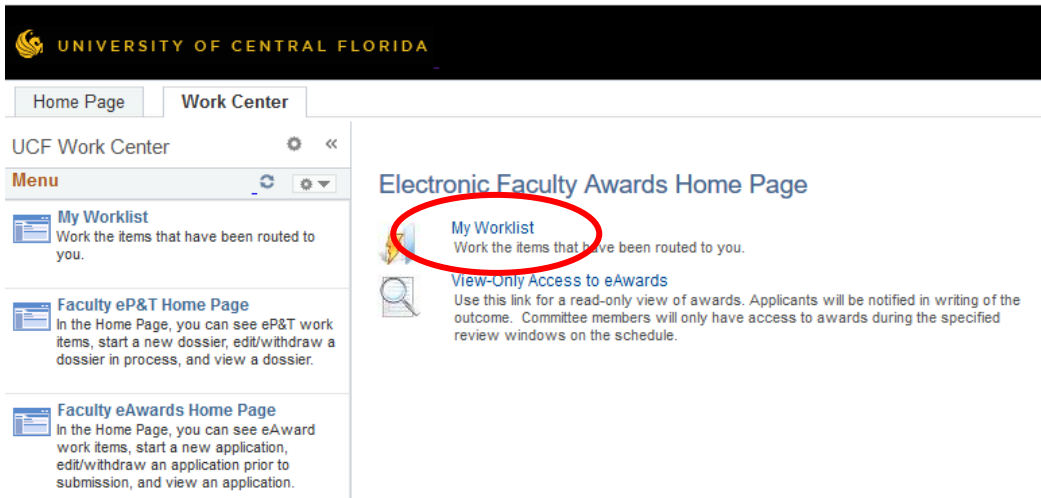 UNIVERSITY OF CENTRAL FLORIDA
Home Page
Work Center
UCF Work Center
Menu
My Worklist
Work the items that have been routed to
you.
Faculty eP&T Home Page
In the Home Page, you can see eP&T work
items, start a new dossier, edit/withdraw a
dossier in process, and view a dossier.
Faculty eAwards Home Page
In the Home Page, you can see eAward
work items, start a new application,
edit/withdraw an application prior to
submission, and view an application.
Electronic Faculty Awards Home Page
My Worklist
Work the items that have been routed to you.
View-Only Access to eAwards
Use this link for a read-only view of awards. Applicants will be notified in writing of the
outcome. Committee members will only have access to awards during the specified
review windows on the schedule.